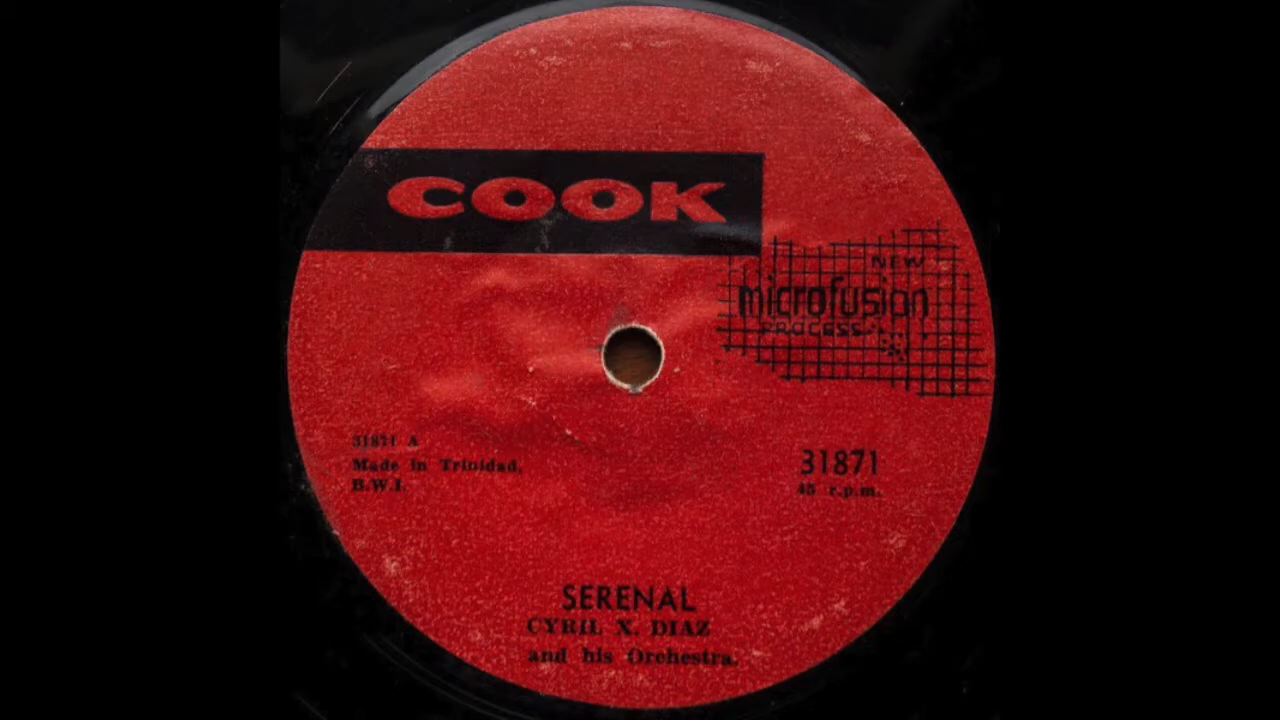 COOK
NEW
microfusion
PROCESS
31871 A
Made in Trinidad,
B.W.I.
31871
45 r.p.m.
SERENAL
CYRIL X. DIAZ
and his Orchestra.